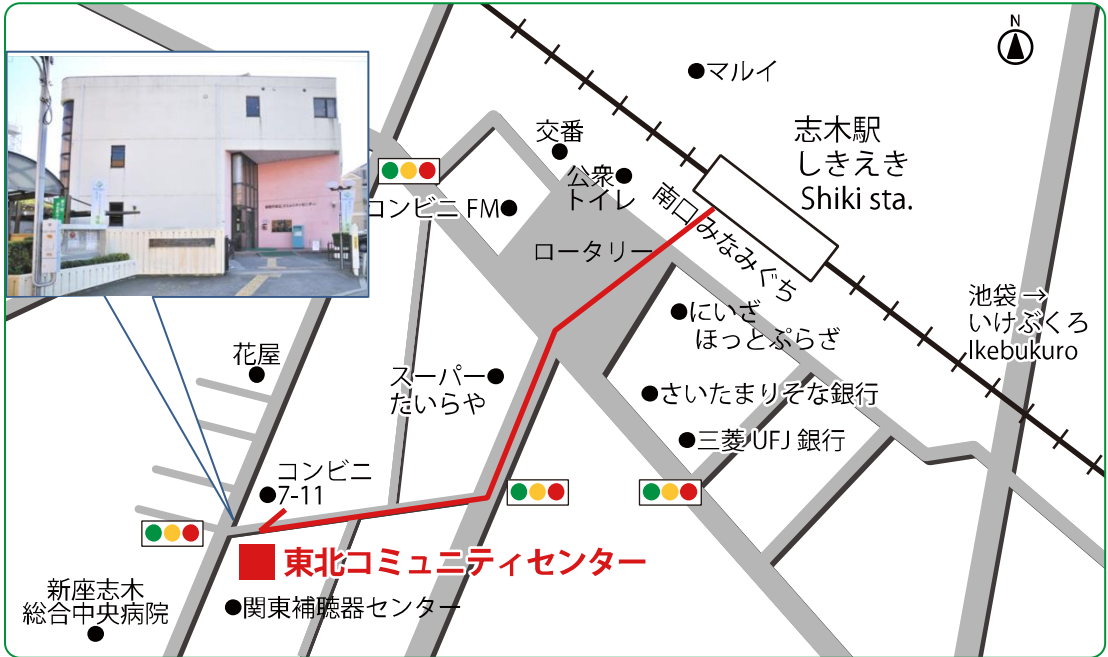 N
マルイ
志木駅
しきえき
Shiki sta.
交番
公衆
トイレ
コンビニ FM
南口 みなみぐち
ロータリー
池袋 →
いけぶくろ
Ikebukuro
にいざ
ほっとぷらざ
花屋
スーパー
たいらや
さいたまりそな銀行
三菱 UFJ 銀行
コンビニ
7-11
東北コミュニティセンター
新座志木
総合中央病院
関東補聴器センター